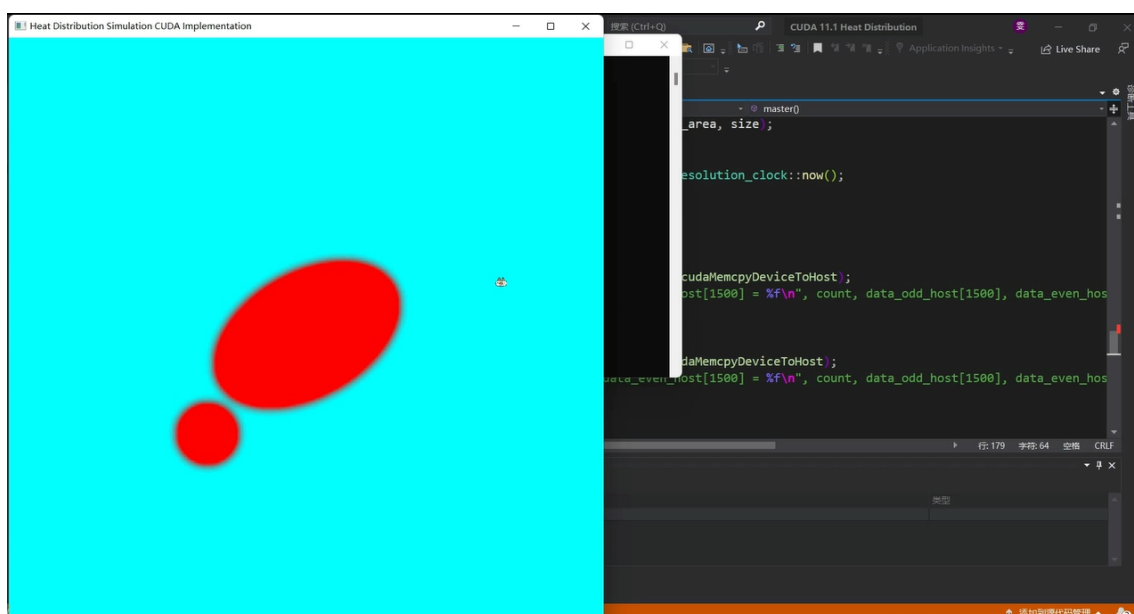 Heat Distribution Simulation CUDA Implementation
搜索 (Ctrl+Q)
CUDA 11.1 Heat Distribution
雯
Application Insights
Live Share
master()
_area, size);
esolution_clock::now();
cudaMemcpyDeviceToHost);
ost[1500] = %f\n", count, data_odd_host[1500], data_even_hos
daMemcpyDeviceToHost);
data_even_host[1500] = %f\n", count, data_odd_host[1500], data_even_hos
行: 179 字符: 64 空格 CRLF
类型
添加到源代码管理